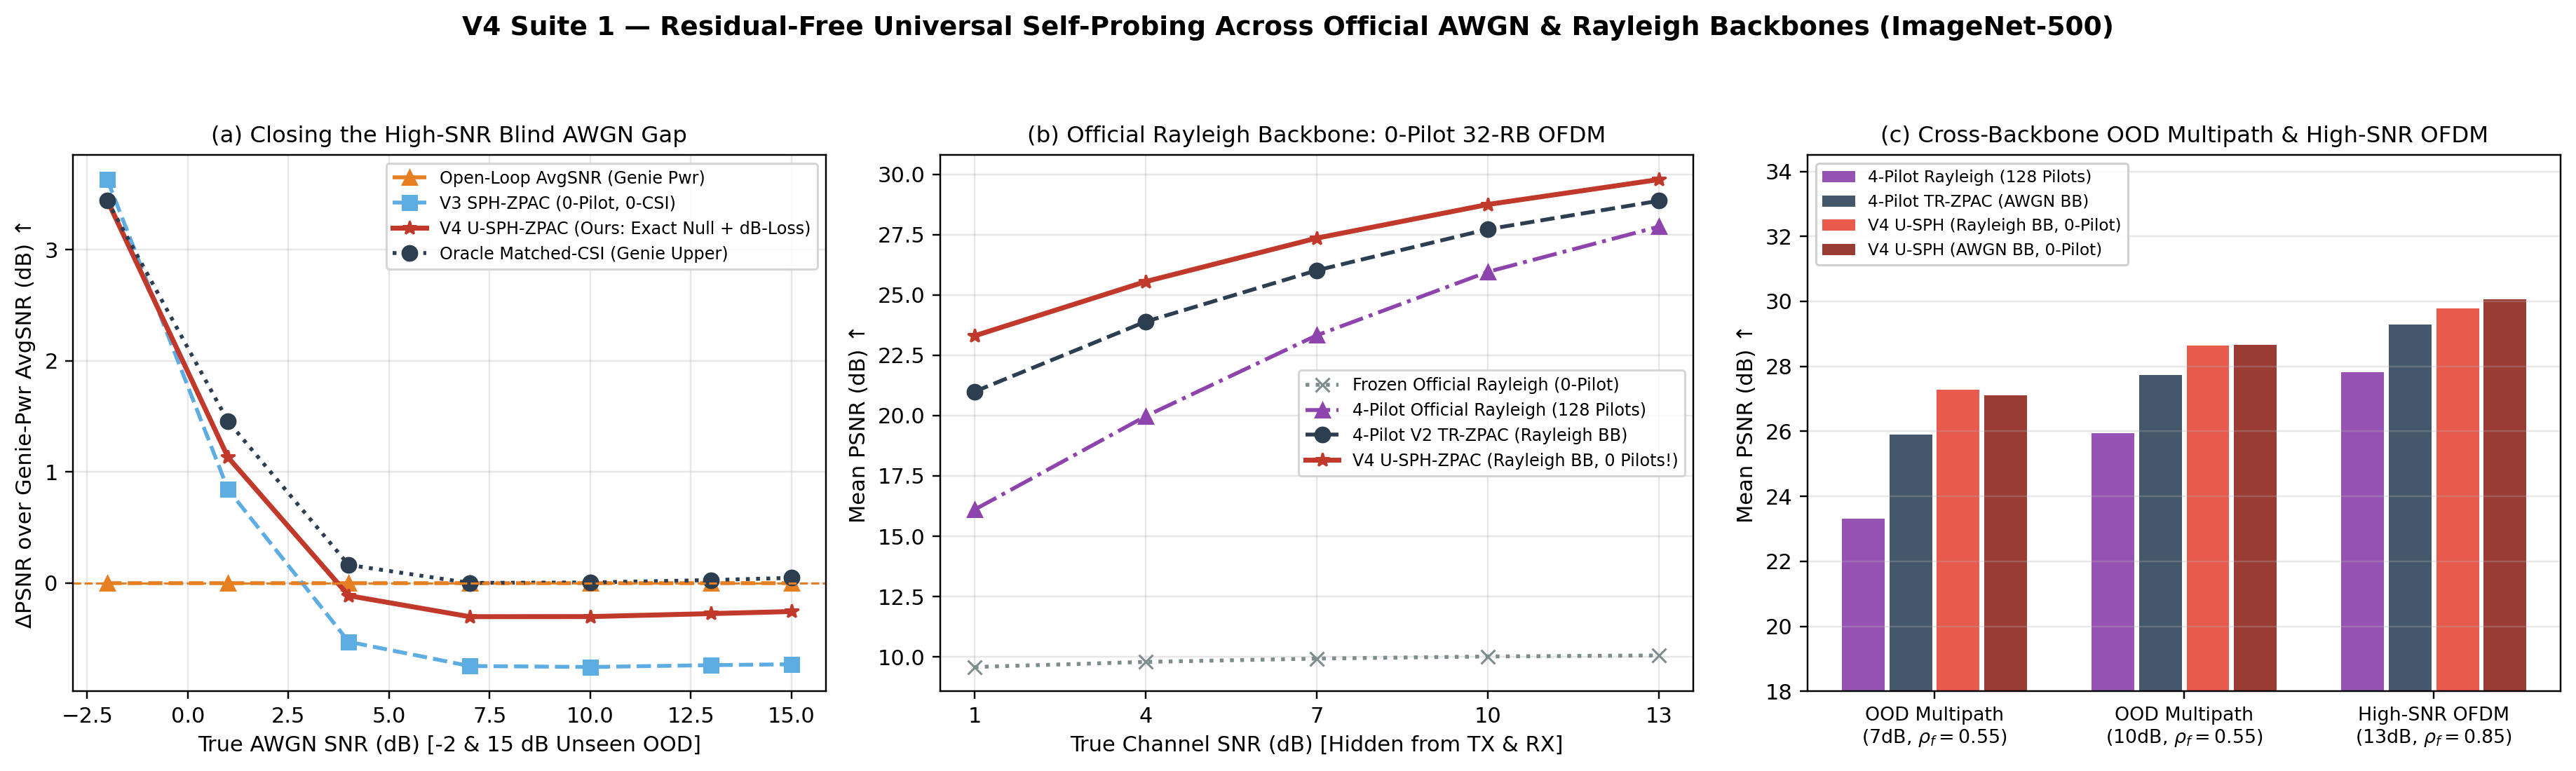 V4 Suite 1 — Residual-Free Universal Self-Probing Across Official AWGN & Rayleigh Backbones (ImageNet-500)
(a) Closing the High-SNR Blind AWGN Gap
ΔPSNR over Genie-Pwr AvgSNR (dB) ↑
3
2
1
0
Open-Loop AvgSNR (Genie Pwr)
V3 SPH-ZPAC (0-Pilot, 0-CSI)
V4 U-SPH-ZPAC (Ours: Exact Null + dB-Loss)
Oracle Matched-CSI (Genie Upper)
−2.5 0.0 2.5 5.0 7.5 10.0 12.5 15.0
True AWGN SNR (dB) [-2 & 15 dB Unseen OOD]
(b) Official Rayleigh Backbone: 0-Pilot 32-RB OFDM
Mean PSNR (dB) ↑
30.0
27.5
25.0
22.5
20.0
17.5
15.0
12.5
10.0
Frozen Official Rayleigh (0-Pilot)
4-Pilot Official Rayleigh (128 Pilots)
4-Pilot V2 TR-ZPAC (Rayleigh BB)
V4 U-SPH-ZPAC (Rayleigh BB, 0 Pilots!)
1 4 7 10 13
True Channel SNR (dB) [Hidden from TX & RX]
(c) Cross-Backbone OOD Multipath & High-SNR OFDM
Mean PSNR (dB) ↑
34
32
30
28
26
24
22
20
18
4-Pilot Rayleigh (128 Pilots)
4-Pilot TR-ZPAC (AWGN BB)
V4 U-SPH (Rayleigh BB, 0-Pilot)
V4 U-SPH (AWGN BB, 0-Pilot)
OOD Multipath
(7dB, ρf = 0.55)
OOD Multipath
(10dB, ρf = 0.55)
High-SNR OFDM
(13dB, ρf = 0.85)